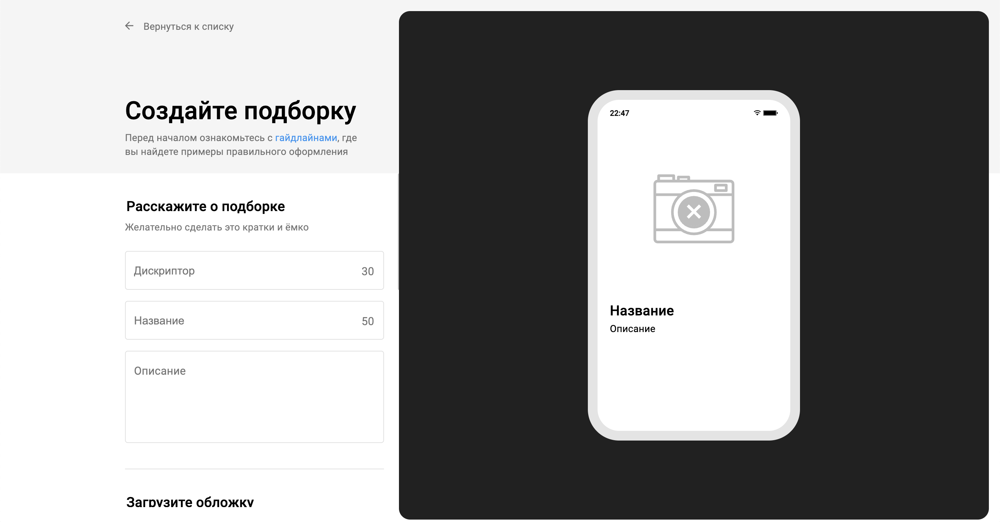 Вернуться к списку
Создайте подборку
Перед началом ознакомьтесь с гайдлайнами, где
вы найдете примеры правильного оформления
Расскажите о подборке
Желательно сделать это кратки и ёмко
Дискриптор 30
Название 50
Описание
Загрузите обложку
22:47
Название
Описание